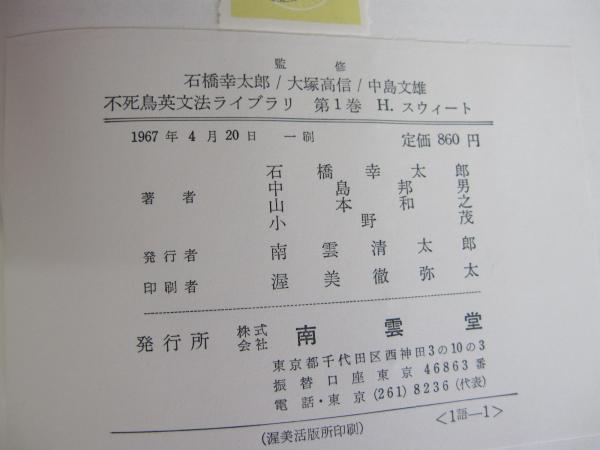 監修
石橋幸太郎/大塚高信/中島文雄
不死鳥英文法ライブラリ 第1巻 H. スウィート
1967年4月20日 一刷 定価860円
著者
石橋幸太郎
中島邦男
山本和之
小野茂
発行者 南雲清太郎
印刷者 渥美徹弥太
発行所 株式会社 南雲堂
東京都千代田区西神田3の10の3
振替口座東京46863番
電話・東京(261)8236(代表)
(渥美活版所印刷) <1語―1>